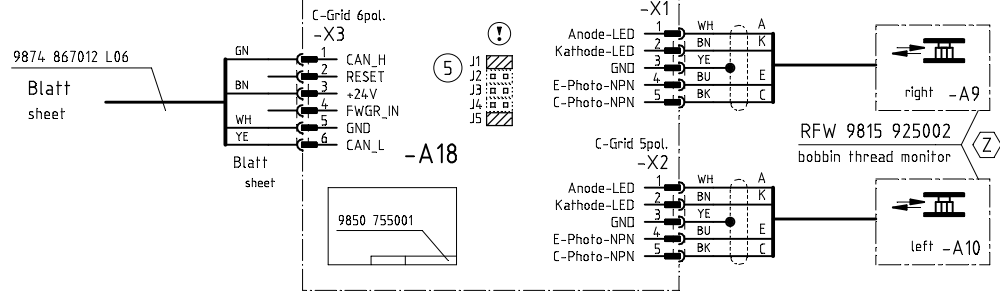 C-Grid 6pol.
-X3
9874 867012 L06
Blatt
sheet
GN 1 CAN_H
2 RESET
BN 3 +24V
4 FWGR_IN
WH 5 GND
YE 6 CAN_L
Blatt
sheet
-A18
!
5
J1
J2
J3
J4
J5
9850 755001
-X1
Anode-LED 1 WH A
Kathode-LED 2 BN K
GND 3 YE
E-Photo-NPN 4 BU E
C-Photo-NPN 5 BK C
right -A9
RFW 9815 925002
bobbin thread monitor
Z
C-Grid 5pol.
-X2
Anode-LED 1 WH A
Kathode-LED 2 BN K
GND 3 YE
E-Photo-NPN 4 BU E
C-Photo-NPN 5 BK C
left -A10